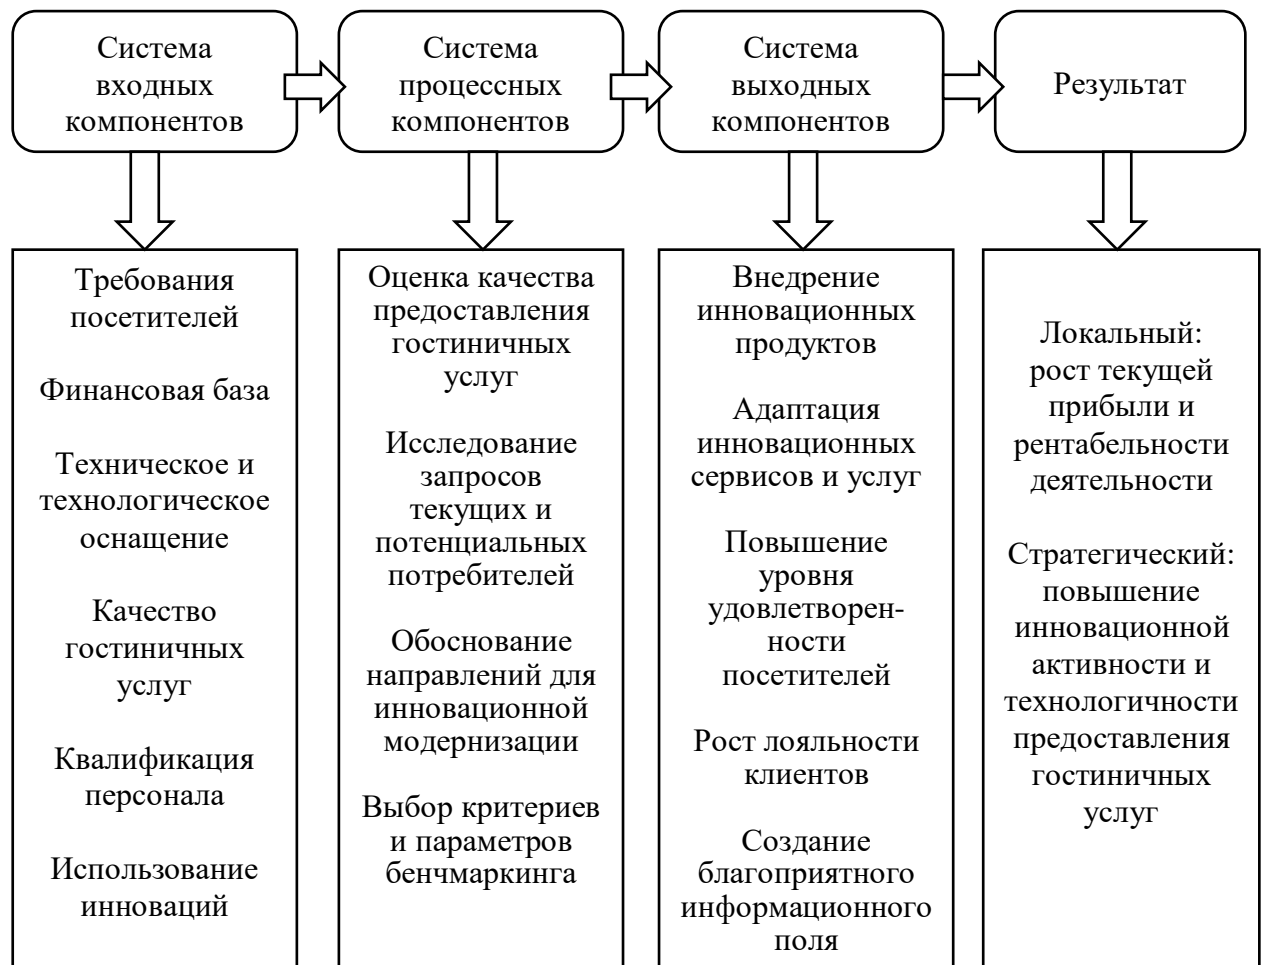 Система
входных
компонентов
Система
процессных
компонентов
Система
выходных
компонентов
Результат
Требования
посетителей
Финансовая база
Техническое и
технологическое
оснащение
Качество
гостиничных
услуг
Квалификация
персонала
Использование
инноваций
Оценка качества
предоставления
гостиничных
услуг
Исследование
запросов
текущих и
потенциальных
потребителей
Обоснование
направлений для
инновационной
модернизации
Выбор критериев
и параметров
бенчмаркинга
Внедрение
инновационных
продуктов
Адаптация
инновационных
сервисов и услуг
Повышение
уровня
удовлетворен-
ности
посетителей
Рост лояльности
клиентов
Создание
благоприятного
информационного
поля
Локальный:
рост текущей
прибыли и
рентабельности
деятельности
Стратегический:
повышение
инновационной
активности и
технологичности
предоставления
гостиничных
услуг